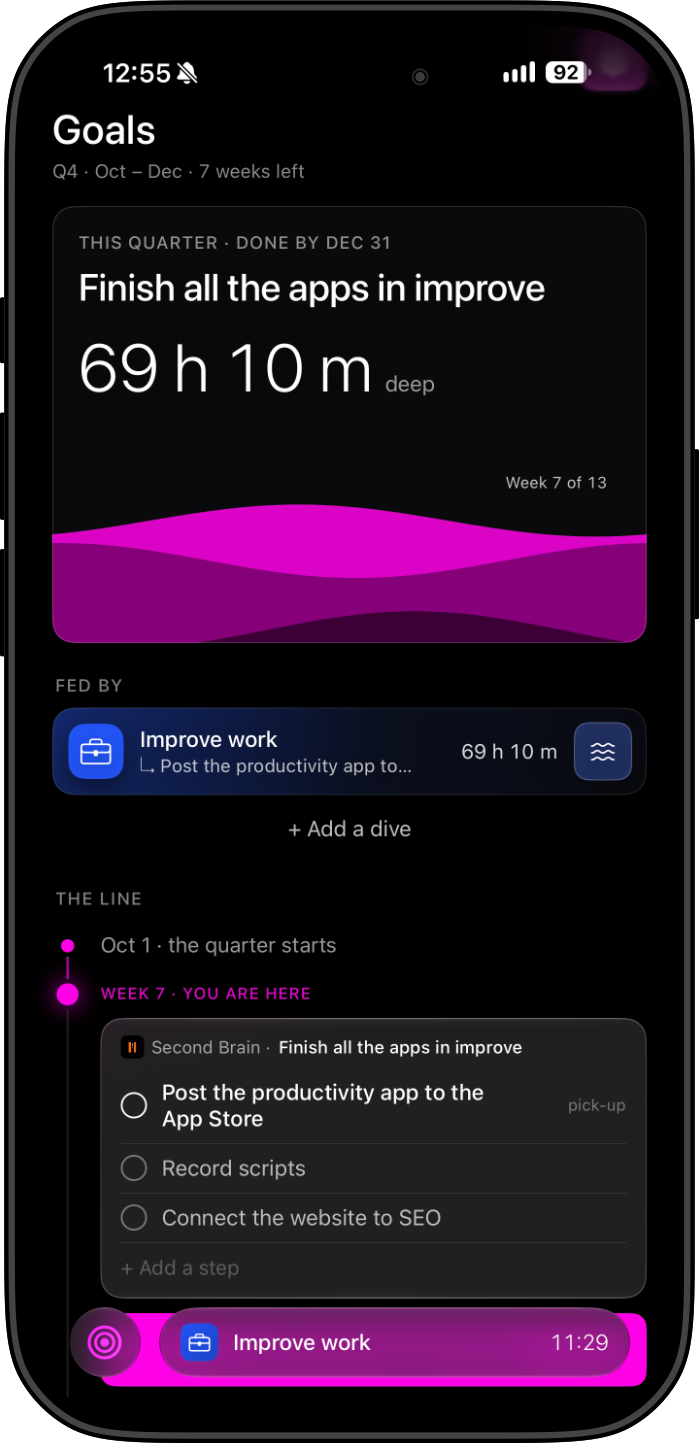 12:55
92
Goals
Q4 · Oct – Dec · 7 weeks left
THIS QUARTER · DONE BY DEC 31
Finish all the apps in improve
69 h 10 m deep
Week 7 of 13
FED BY
Improve work
Post the productivity app to...
69 h 10 m
+ Add a dive
THE LINE
Oct 1 · the quarter starts
WEEK 7 · YOU ARE HERE
Second Brain · Finish all the apps in improve
Post the productivity app to the
App Store
pick-up
Record scripts
Connect the website to SEO
+ Add a step
Improve work
11:29